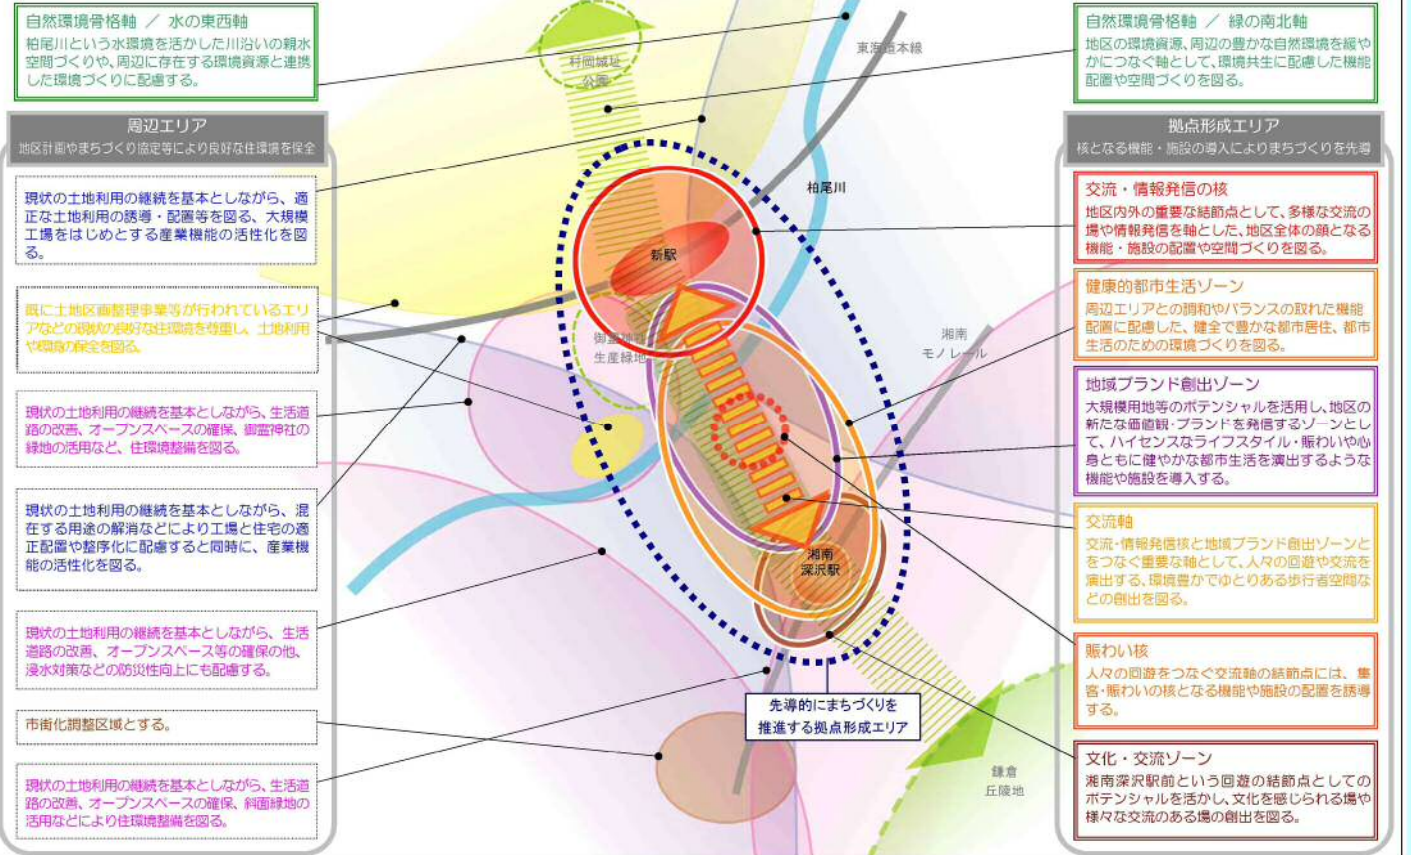 自然環境骨格軸 ／ 水の東西軸
柏尾川という水環境を活かした川沿いの親水
空間づくりや、周辺に存在する環境資源と連携
した環境づくりに配慮する。
周辺エリア
地区計画やまちづくり協定等により良好な住環境を保全
現状の土地利用の継続を基本としながら、適
正な土地利用の誘導・配置等を図る、大規模
工場をはじめとする産業機能の活性化を図
る。
既に土地区画整理事業等が行われているエリ
アなどの現状の良好な住環境を尊重し、土地利用
や環境の保全を図る。
現状の土地利用の継続を基本としながら、生活道
路の改善、オープンスペースの確保、御霊神社の
緑地の活用など、住環境整備を図る。
現状の土地利用の継続を基本としながら、混
在する用途の解消などにより工場と住宅の適
正配置や整序化に配慮すると同時に、産業機
能の活性化を図る。
現状の土地利用の継続を基本としながら、生活
道路の改善、オープンスペース等の確保の他、
浸水対策などの防災性向上にも配慮する。
市街化調整区域とする。
現状の土地利用の継続を基本としながら、生活道
路の改善、オープンスペースの確保、斜面緑地の
活用などにより住環境整備を図る。
村岡城址
公園
東海道本線
柏尾川
新駅
御霊神社
生産緑地
湘南
モノレール
湘南
深沢駅
先導的にまちづくりを
推進する拠点形成エリア
鎌倉
丘陵地
自然環境骨格軸 ／ 緑の南北軸
地区の環境資源、周辺の豊かな自然環境を緩や
かにつなぐ軸として、環境共生に配慮した機能
配置や空間づくりを図る。
拠点形成エリア
核となる機能・施設の導入によりまちづくりを先導
交流・情報発信の核
地区内外の重要な結節点として、多様な交流の
場や情報発信を軸とした、地区全体の顔となる
機能・施設の配置や空間づくりを図る。
健康的都市生活ゾーン
周辺エリアとの調和やバランスの取れた機能
配置に配慮した、健全で豊かな都市居住、都市
生活のための環境づくりを図る。
地域ブランド創出ゾーン
大規模用地等のポテンシャルを活用し、地区の
新たな価値観・ブランドを発信するゾーンとし
て、ハイセンスなライフスタイル・賑わいや心
身ともに健やかな都市生活を演出するような
機能や施設を導入する。
交流軸
交流・情報発信核と地域ブランド創出ゾーンと
をつなぐ重要な軸として、人々の回遊や交流を
演出する、環境豊かでゆとりある歩行者空間な
どの創出を図る。
賑わい核
人々の回遊をつなぐ交流軸の結節点には、集
客・賑わいの核となる機能や施設の配置を誘導
する。
文化・交流ゾーン
湘南深沢駅前という回遊の結節点としての
ポテンシャルを活かし、文化を感じられる場や
様々な交流のある場の創出を図る。